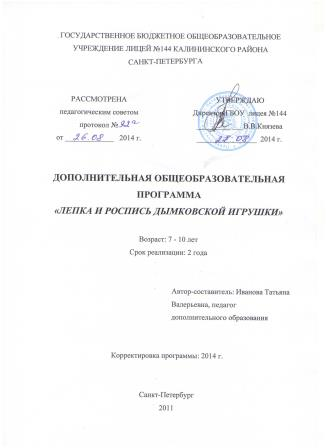 ГОСУДАРСТВЕННОЕ БЮДЖЕТНОЕ ОБЩЕОБРАЗОВАТЕЛЬНОЕ
УЧРЕЖДЕНИЕ ЛИЦЕЙ №144 КАЛИНИНСКОГО РАЙОНА
САНКТ-ПЕТЕРБУРГА
РАССМОТРЕНО УТВЕРЖДАЮ
педагогическим советом Директор ГБОУ лицея №144
протокол № В.В.Князева
от 26.08 2014 г. 28.08 2014 г.
ДОПОЛНИТЕЛЬНАЯ ОБЩЕОБРАЗОВАТЕЛЬНАЯ
ПРОГРАММА
«ЛЕПКА И РОСПИСЬ ДЫМКОВСКОЙ ИГРУШКИ»
Возраст: 7 - 10 лет
Срок реализации: 2 года
Автор-составитель: Иванова Татьяна
Валерьевна, педагог
дополнительного образования
Корректировка программы: 2014 г.
Санкт-Петербург
2011